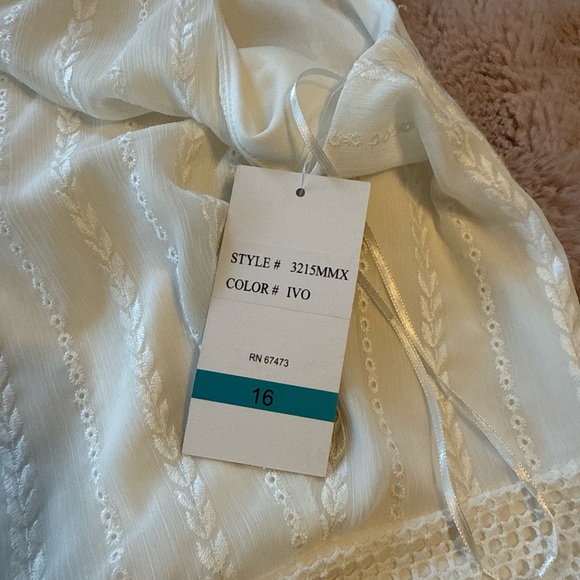 STYLE # 3215MMX
COLOR # IVO
RN 67473
16